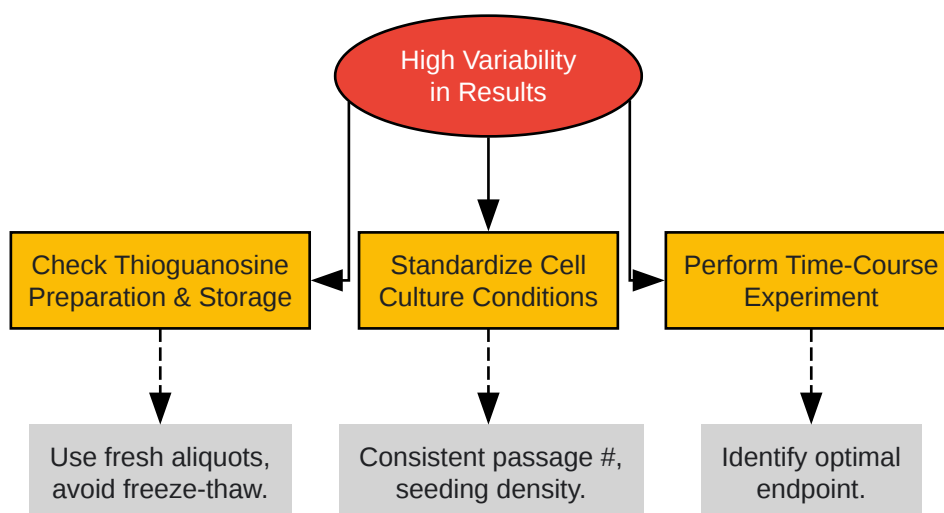 High Variability
in Results
Check Thioguanosine
Preparation & Storage
Standardize Cell
Culture Conditions
Perform Time-Course
Experiment
Use fresh aliquots,
avoid freeze-thaw.
Consistent passage #,
seeding density.
Identify optimal
endpoint.